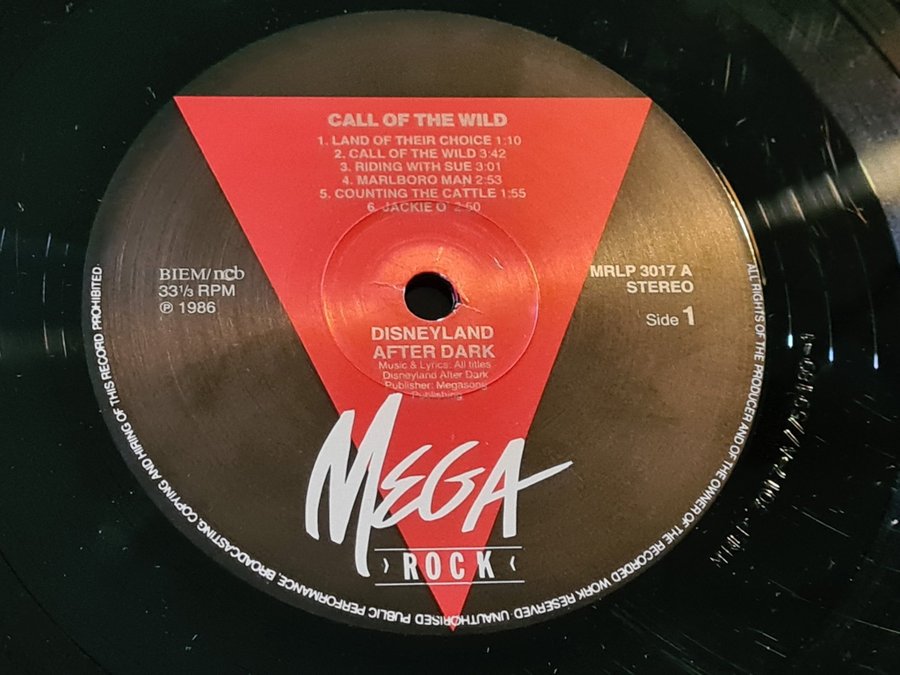 CALL OF THE WILD
1. LAND OF THEIR CHOICE 1:10
2. CALL OF THE WILD 3:42
3. RIDING WITH SUE 3:01
4. MARLBORO MAN 2:53
5. COUNTING THE CATTLE 1:55
6. JACKIE O 2:50
BIEM/ncb
33 1/3 RPM
℗ 1986
MRLP 3017 A
STEREO
Side 1
DISNEYLAND
AFTER DARK
Music & Lyrics: All titles
Disneyland After Dark
Publisher: Megasong
Publishing
MEGA
ROCK
ALL RIGHTS OF THE PRODUCER AND OF THE OWNER OF THE RECORDED WORK RESERVED. UNAUTHORISED PUBLIC PERFORMANCE, BROADCASTING, COPYING AND HIRING OF THIS RECORD PROHIBITED.